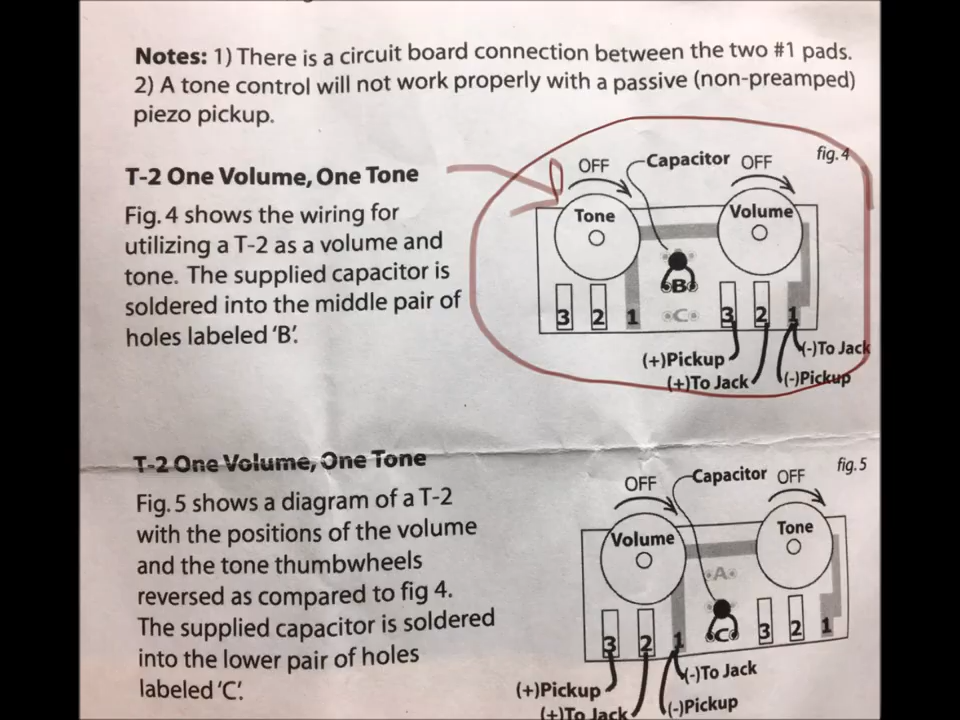 Notes: 1) There is a circuit board connection between the two #1 pads.
2) A tone control will not work properly with a passive (non-preamped)
piezo pickup.
T-2 One Volume, One Tone
Fig. 4 shows the wiring for
utilizing a T-2 as a volume and
tone. The supplied capacitor is
soldered into the middle pair of
holes labeled 'B'.
OFF Capacitor OFF fig. 4
Tone Volume
B
3 2 1 C 3 2 1
(+)Pickup (-)To Jack
(+)To Jack (-)Pickup
T-2 One Volume, One Tone
Fig. 5 shows a diagram of a T-2
with the positions of the volume
and the tone thumbwheels
reversed as compared to fig 4.
The supplied capacitor is soldered
into the lower pair of holes
labeled 'C'.
OFF Capacitor OFF fig. 5
Volume Tone
A
3 2 1 C 3 2 1
(-)To Jack
(+)Pickup (-)Pickup
(+)To Jack